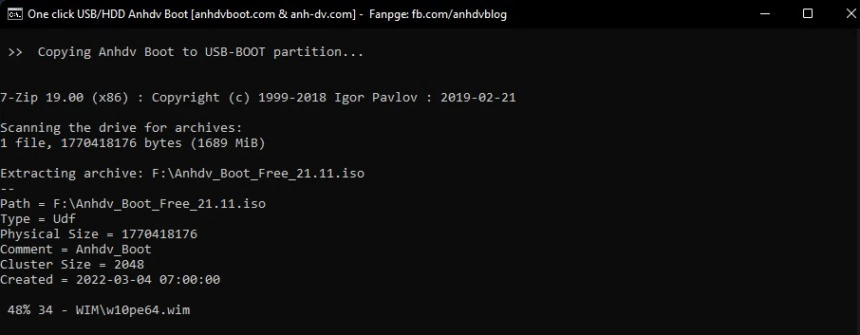 One click USB/HDD Anhdv Boot [anhdvboot.com & anh-dv.com] - Fanpge: fb.com/anhdvblog
>> Copying Anhdv Boot to USB-BOOT partition...
7-Zip 19.00 (x86) : Copyright (c) 1999-2018 Igor Pavlov : 2019-02-21
Scanning the drive for archives:
1 file, 1770418176 bytes (1689 MiB)
Extracting archive: F:\Anhdv_Boot_Free_21.11.iso
--
Path = F:\Anhdv_Boot_Free_21.11.iso
Type = Udf
Physical Size = 1770418176
Comment = Anhdv_Boot
Cluster Size = 2048
Created = 2022-03-04 07:00:00
48% 34 - WIM\w10pe64.wim